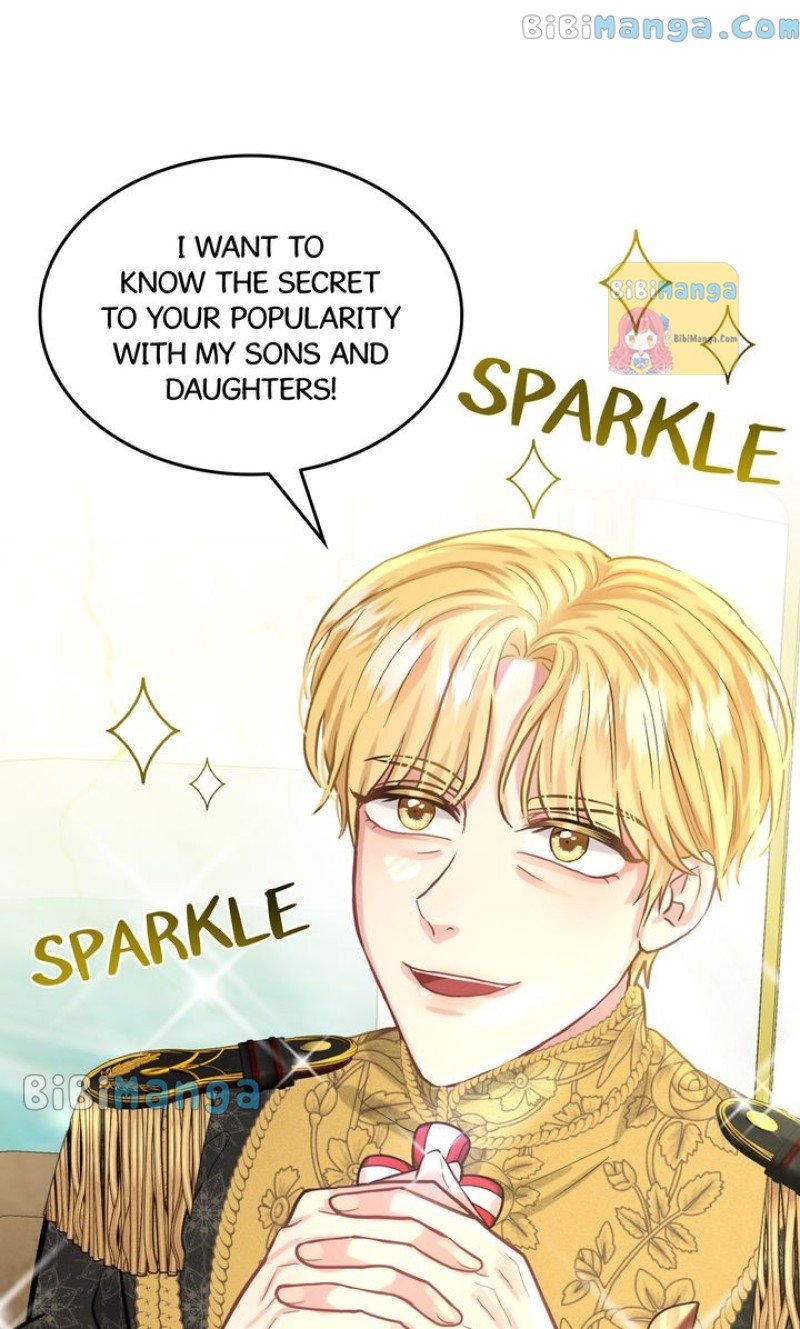 BiBiManga.Com
I WANT TO
KNOW THE SECRET
TO YOUR POPULARITY
WITH MY SONS AND
DAUGHTERS!
BiBiManga
BibiManga.Com
SPARKLE
SPARKLE
BiBiManga